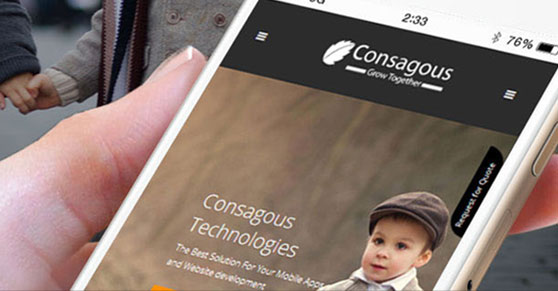 2:33
76%
Consagous
Grow Together
Request for Quote
Consagous
Technologies
The Best Solution For Your Mobile Apps
and Website development